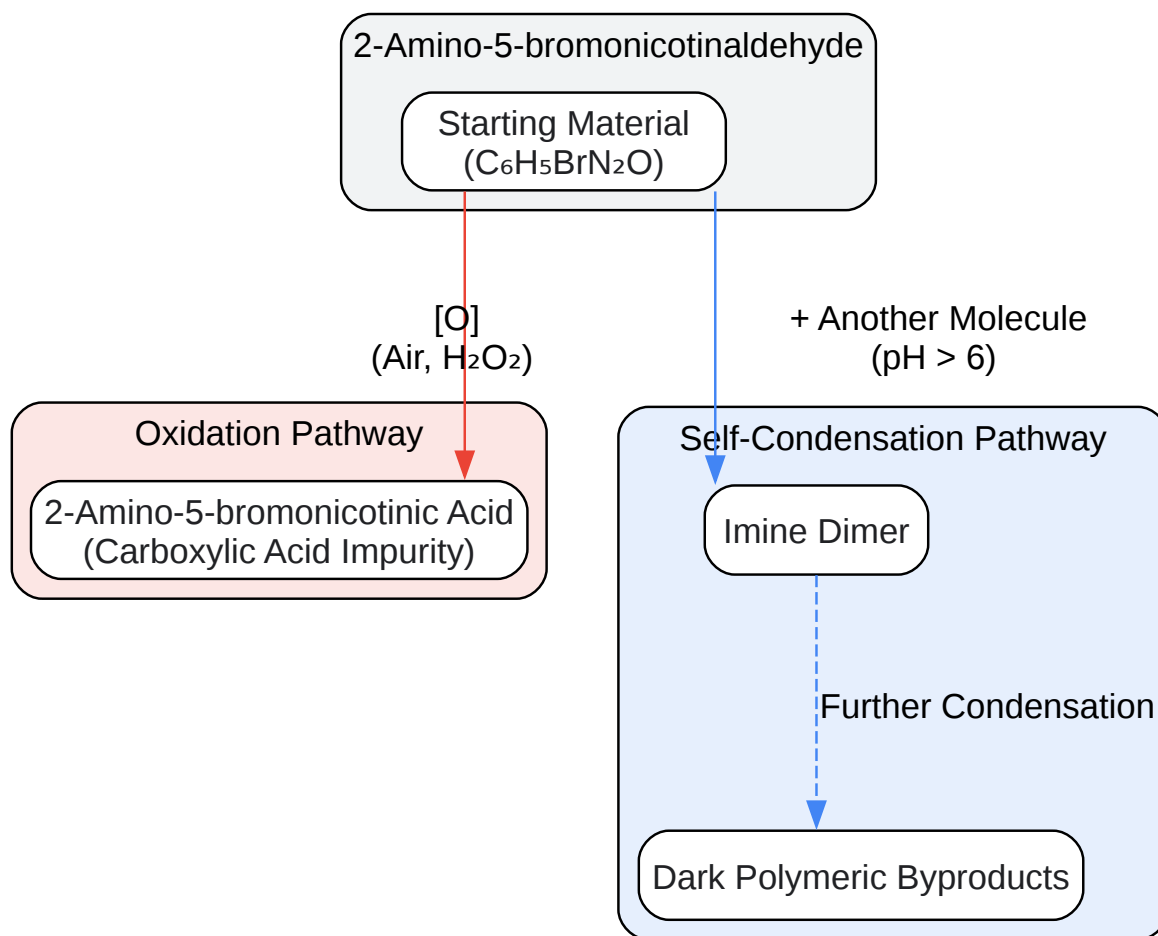 2-Amino-5-bromonicotinaldehyde
Starting Material
(C₆H₅BrN₂O)
[O]
(Air, H₂O₂)
+ Another Molecule
(pH > 6)
Oxidation Pathway
2-Amino-5-bromonicotinic Acid
(Carboxylic Acid Impurity)
Self-Condensation Pathway
Imine Dimer
Further Condensation
Dark Polymeric Byproducts